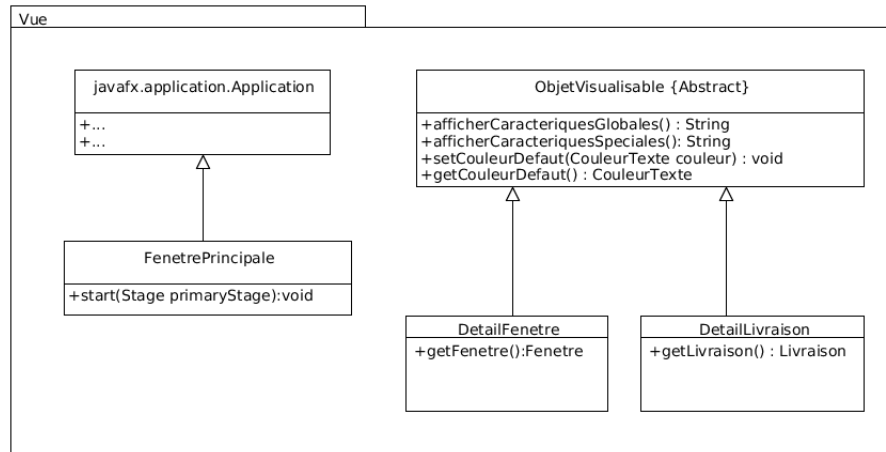 Vue
javafx.application.Application
+...
+...
FenetrePrincipale
+start(Stage primaryStage):void
ObjetVisualisable {Abstract}
+afficherCaracteriquesGlobales() : String
+afficherCaracteriquesSpeciales(): String
+setCouleurDefaut(CouleurTexte couleur) : void
+getCouleurDefaut() : CouleurTexte
DetailFenetre
+getFenetre():Fenetre
DetailLivraison
+getLivraison() : Livraison